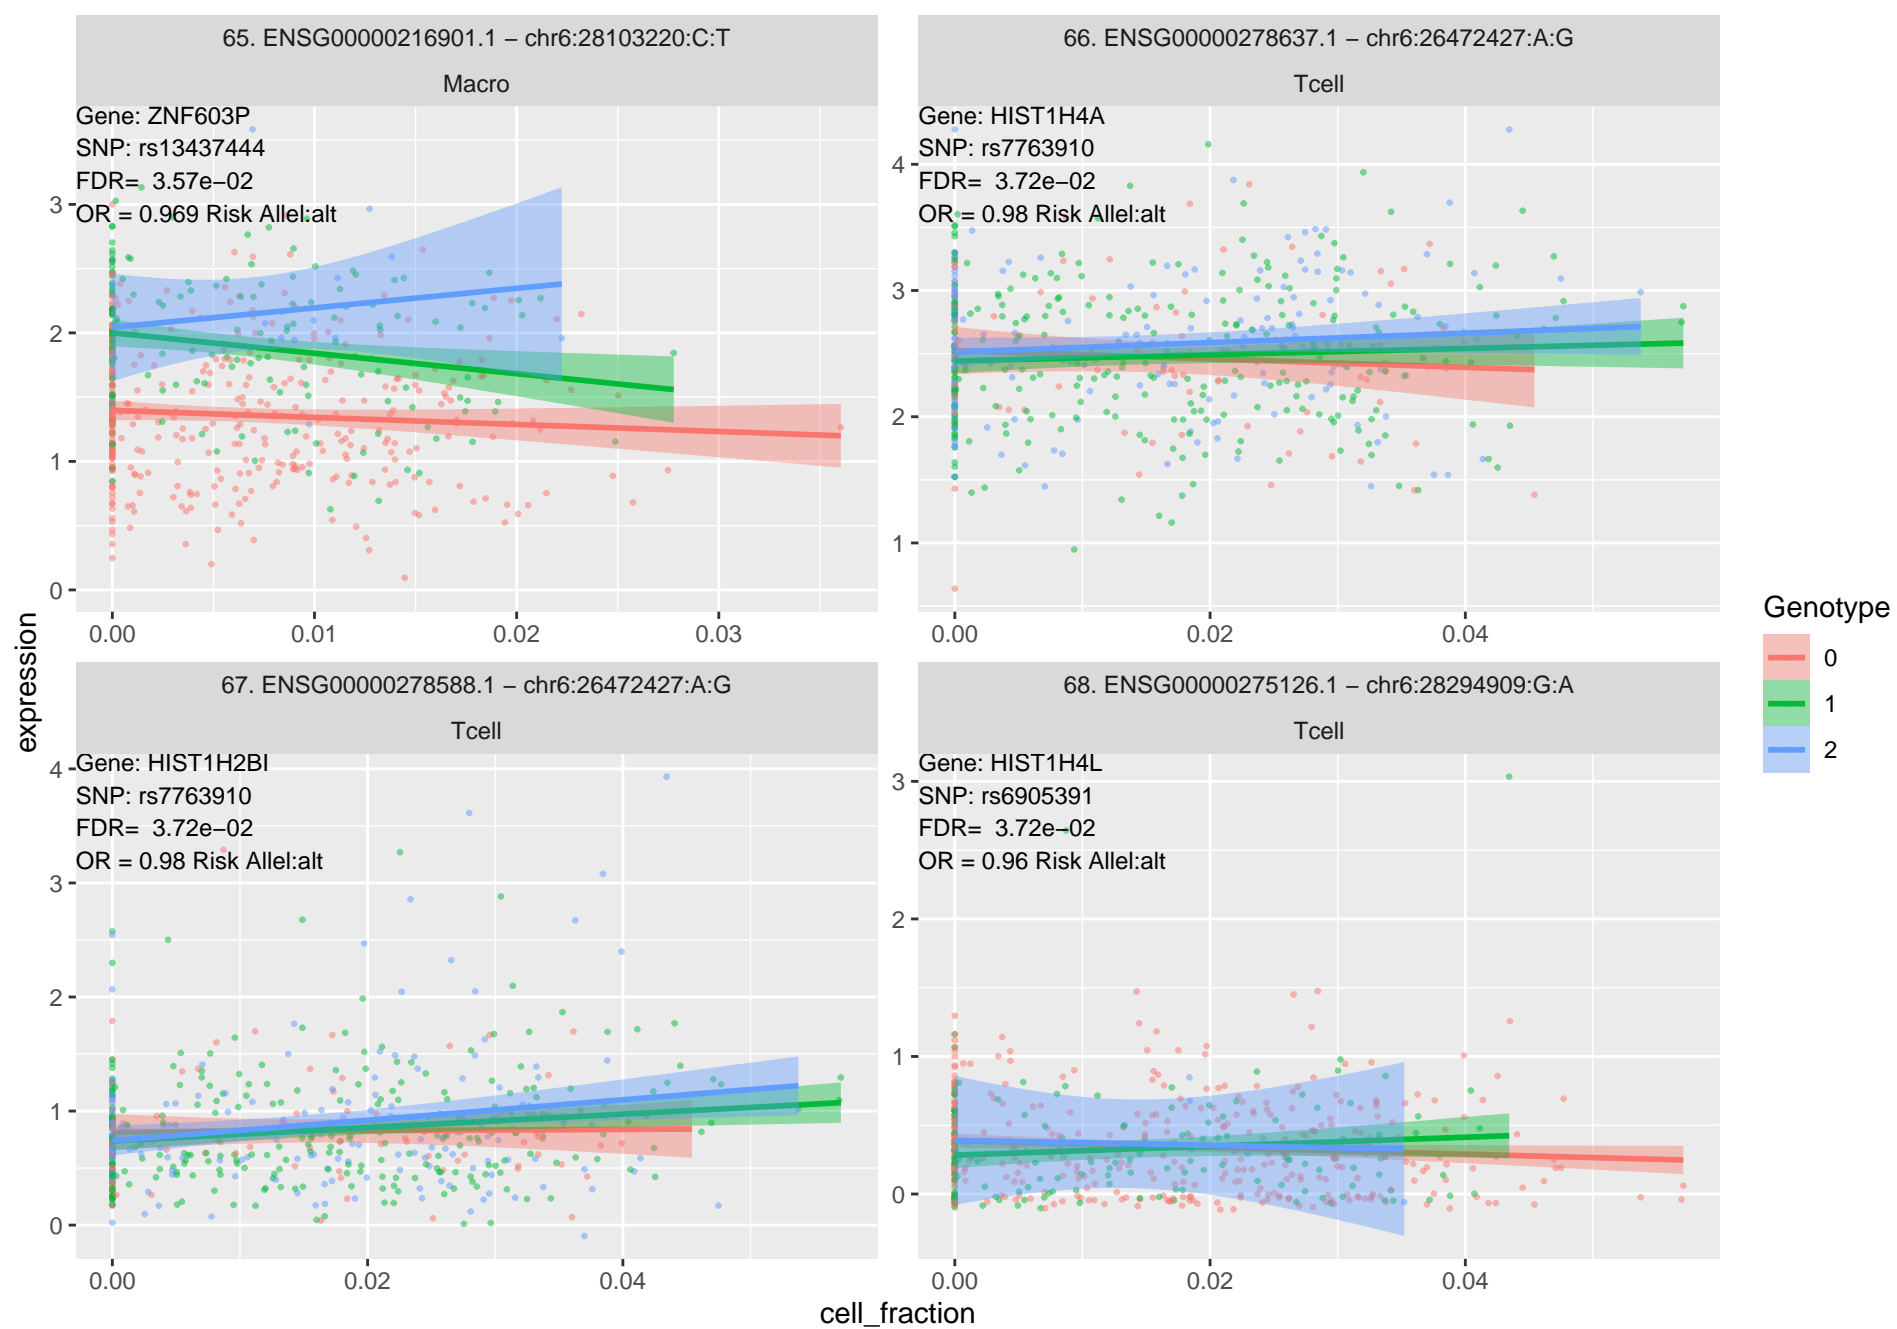 65. ENSG00000216901.1 – chr6:28103220:C:T
Macro
Gene: ZNF603P
SNP: rs13437444
FDR= 3.57e−02
OR = 0.969 Risk Allel:alt
3
2
1
0
0.00 0.01 0.02 0.03
66. ENSG00000278637.1 – chr6:26472427:A:G
Tcell
Gene: HIST1H4A
SNP: rs7763910
FDR= 3.72e−02
OR = 0.98 Risk Allel:alt
4
3
2
1
0.00 0.02 0.04
67. ENSG00000278588.1 – chr6:26472427:A:G
Tcell
Gene: HIST1H2BI
SNP: rs7763910
FDR= 3.72e−02
OR = 0.98 Risk Allel:alt
4
3
2
1
0
0.00 0.02 0.04
68. ENSG00000275126.1 – chr6:28294909:G:A
Tcell
Gene: HIST1H4L
SNP: rs6905391
FDR= 3.72e−02
OR = 0.96 Risk Allel:alt
3
2
1
0
0.00 0.02 0.04
expression
cell_fraction
Genotype
0
1
2